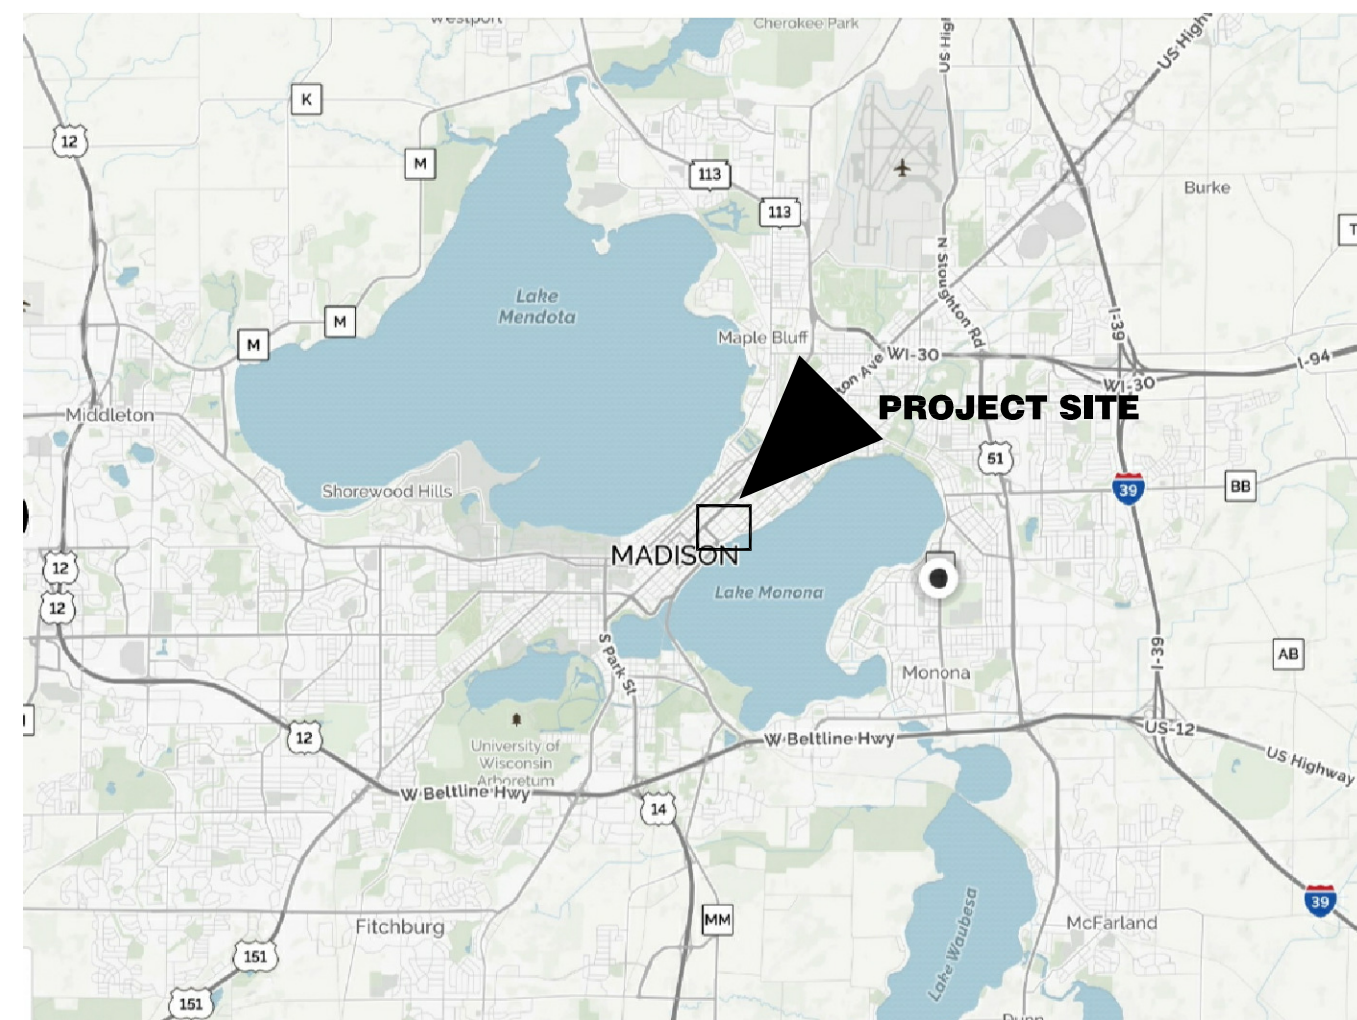 Westport
Cherokee Park
US High
US High
K
12
M
113
113
Burke
T
N Stoughton Rd
Lake
Mendota
M
M
Maple Bluff
I-39
WI-30
I-94
WI-30
ton Ave
PROJECT SITE
Middleton
51
Shorewood Hills
39
BB
MADISON
12
12
Lake Monona
S Park St
I-39
AB
Monona
12
University of
Wisconsin
Arboretum
W Beltline Hwy
US-12
US Highway
W Beltline Hwy
14
39
MM
Fitchburg
McFarland
Lake Waubesa
151
151
Dunn